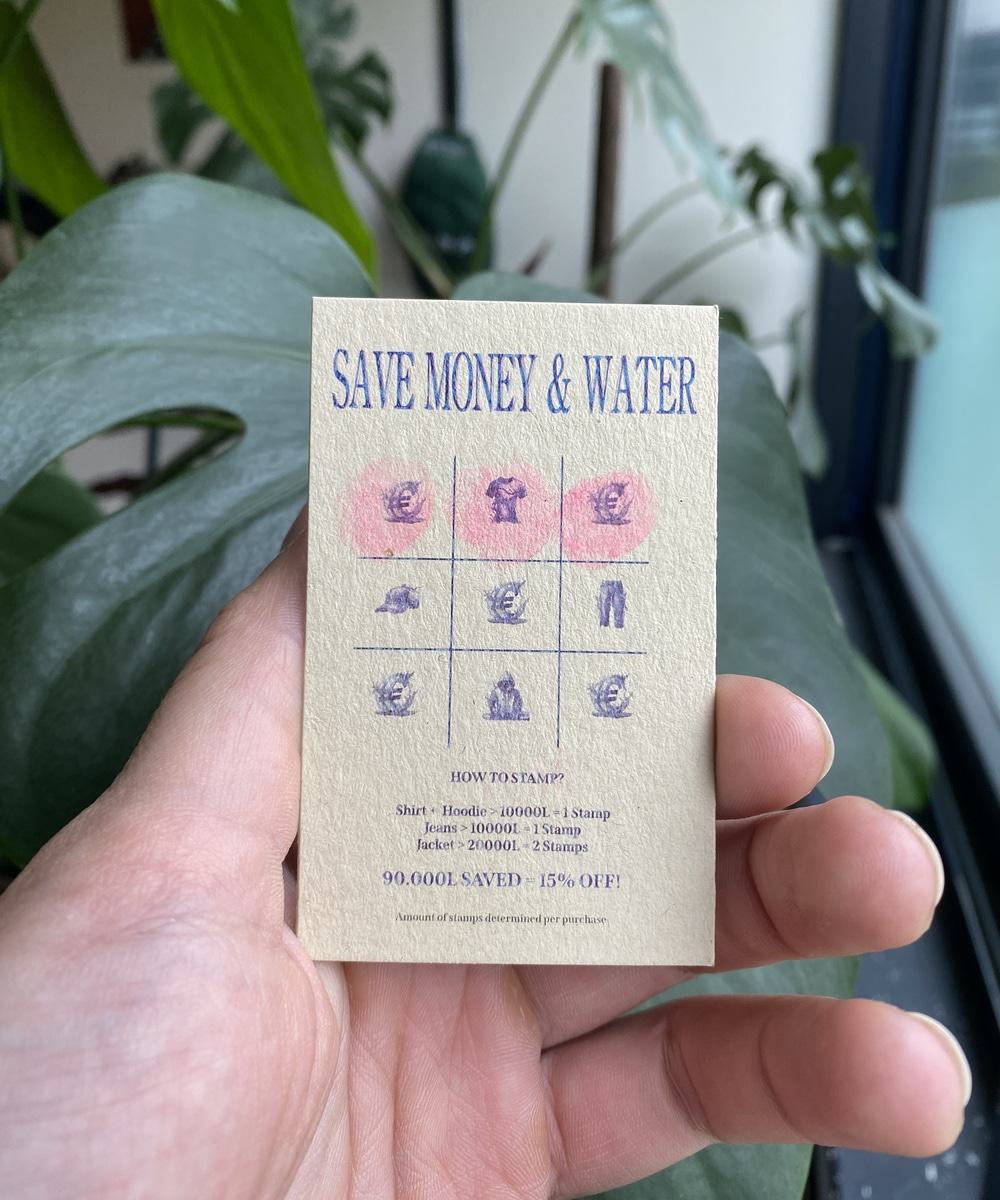 SAVE MONEY & WATER
€
€
€
€
€
HOW TO STAMP?
Shirt + Hoodie > 10000L = 1 Stamp
Jeans > 10000L = 1 Stamp
Jacket > 20000L = 2 Stamps
90.000L SAVED = 15% OFF!
Amount of stamps determined per purchase.